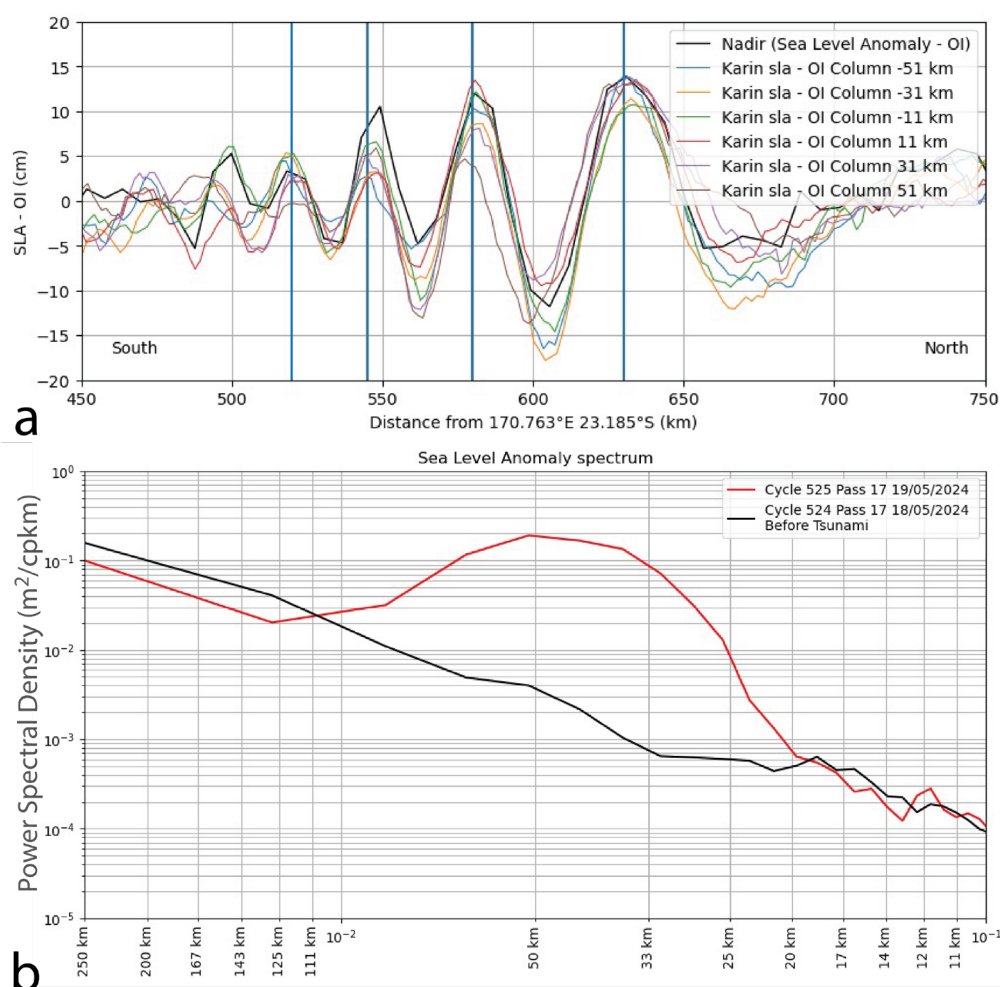 20
15
10
5
0
−5
−10
−15
−20
SLA - OI (cm)
Nadir (Sea Level Anomaly - OI)
Karin sla - OI Column -51 km
Karin sla - OI Column -31 km
Karin sla - OI Column -11 km
Karin sla - OI Column 11 km
Karin sla - OI Column 31 km
Karin sla - OI Column 51 km
South
North
450 500 550 600 650 700 750
Distance from 170.763°E 23.185°S (km)
a
Sea Level Anomaly spectrum
10⁰
10⁻¹
10⁻²
10⁻³
10⁻⁴
10⁻⁵
Power Spectral Density (m²/cpkm)
Cycle 525 Pass 17 19/05/2024
Cycle 524 Pass 17 18/05/2024
Before Tsunami
250 km 200 km 167 km 143 km 125 km 111 km 10⁻² 50 km 33 km 25 km 20 km 17 km 14 km 12 km 11 km 10⁻¹
b